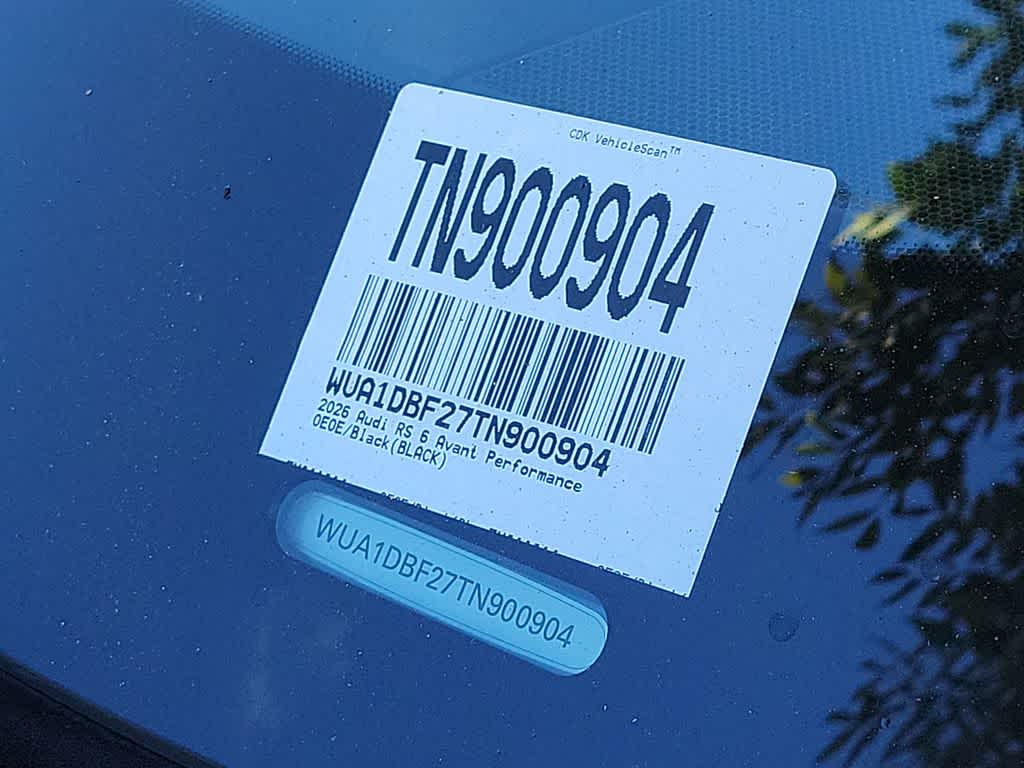 CDK VehicleScan™
TN900904
WUA1DBF27TN900904
2026 Audi RS 6 Avant Performance
0E0E/Black(BLACK)
WUA1DBF27TN900904